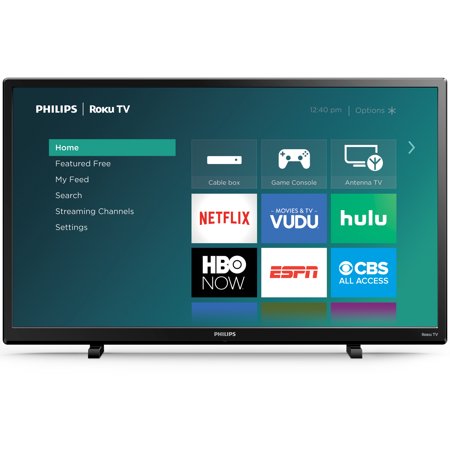 PHILIPS | Roku TV
12:40 pm | Options ✳
Home
Featured Free
My Feed
Search
Streaming Channels
Settings
Cable box
Game Console
Antenna TV
NETFLIX
MOVIES & TV
VUDU
hulu
HBO
NOW
ESPN
CBS
ALL ACCESS
PHILIPS
Roku TV